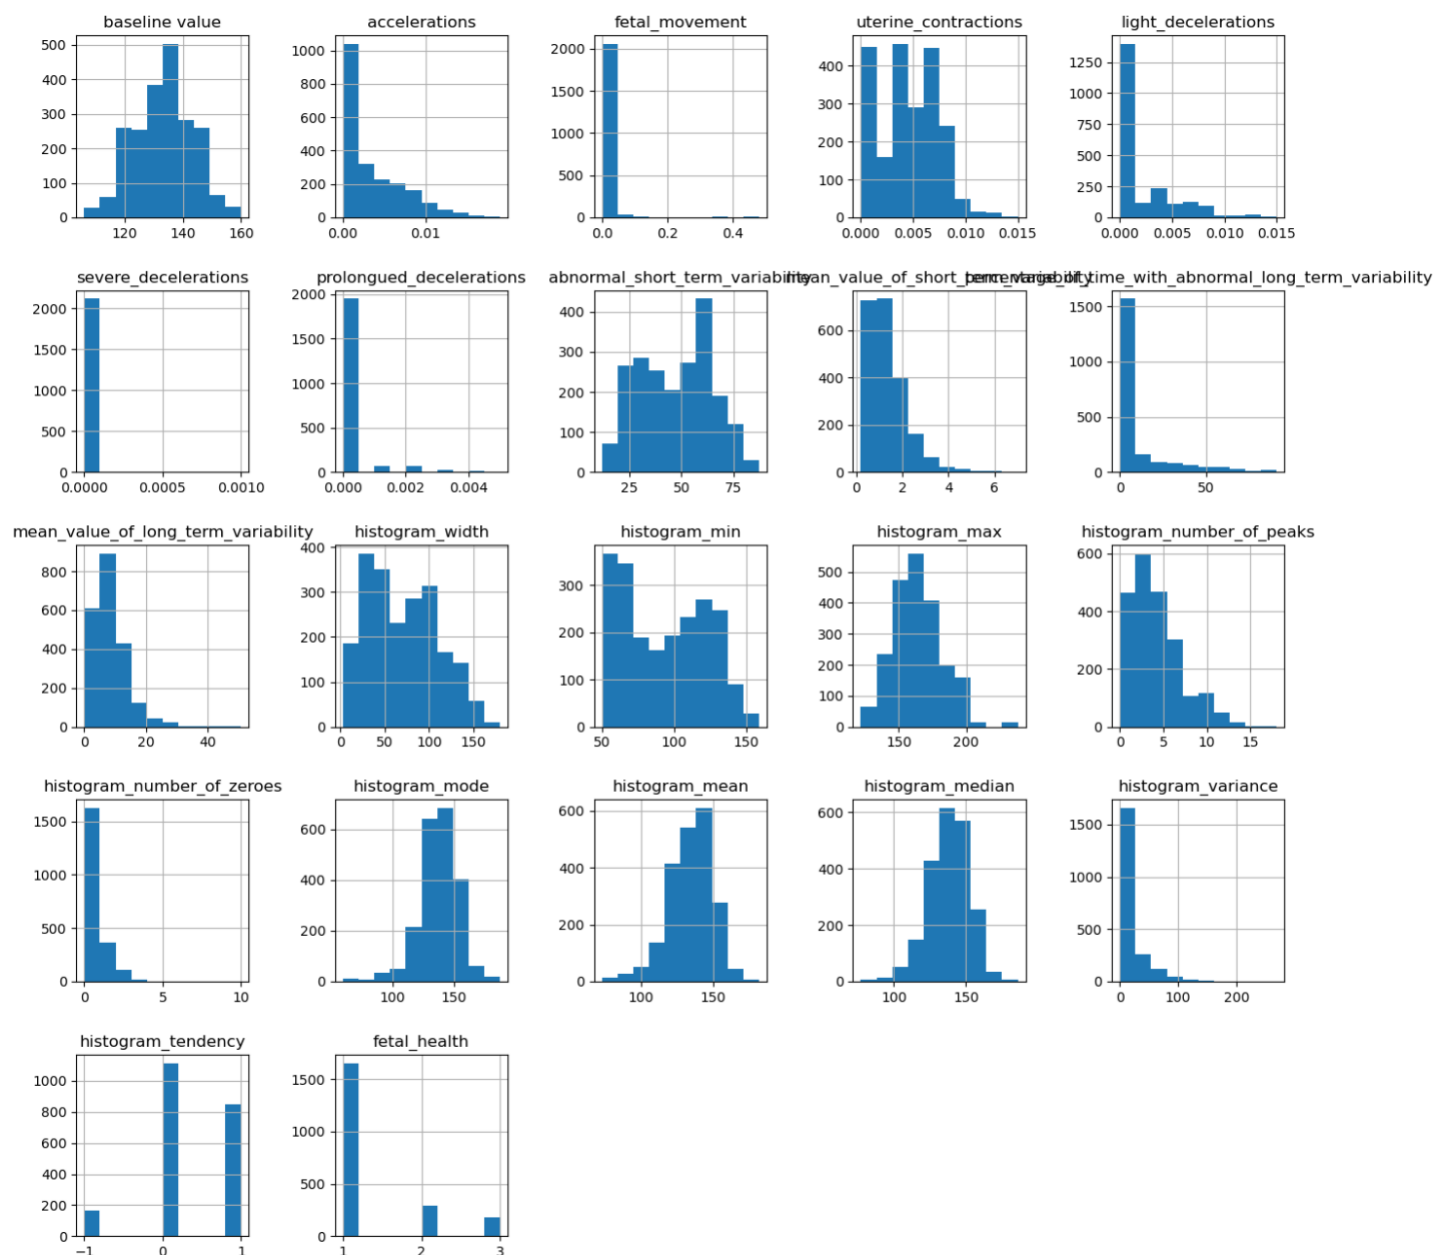 baseline value
500
400
300
200
100
0
120 140 160
accelerations
1000
800
600
400
200
0
0.00 0.01
fetal_movement
2000
1500
1000
500
0
0.0 0.2 0.4
uterine_contractions
400
300
200
100
0
0.000 0.005 0.010 0.015
light_decelerations
1250
1000
750
500
250
0
0.000 0.005 0.010 0.015
severe_decelerations
2000
1500
1000
500
0
0.0000 0.0005 0.0010
prolongued_decelerations
2000
1500
1000
500
0
0.000 0.002 0.004
abnormal_short_term_variability
400
300
200
100
0
25 50 75
mean_value_of_short_term_variability
600
400
200
0
0 2 4 6
percentage_of_time_with_abnormal_long_term_variability
1500
1000
500
0
0 50
mean_value_of_long_term_variability
800
600
400
200
0
0 20 40
histogram_width
400
300
200
100
0
0 50 100 150
histogram_min
300
200
100
0
50 100 150
histogram_max
500
400
300
200
100
0
150 200
histogram_number_of_peaks
600
400
200
0
0 5 10 15
histogram_number_of_zeroes
1500
1000
500
0
0 5 10
histogram_mode
600
400
200
0
100 150
histogram_mean
600
400
200
0
100 150
histogram_median
600
400
200
0
100 150
histogram_variance
1500
1000
500
0
0 100 200
histogram_tendency
1000
800
600
400
200
0
−1 0 1
fetal_health
1500
1000
500
0
1 2 3